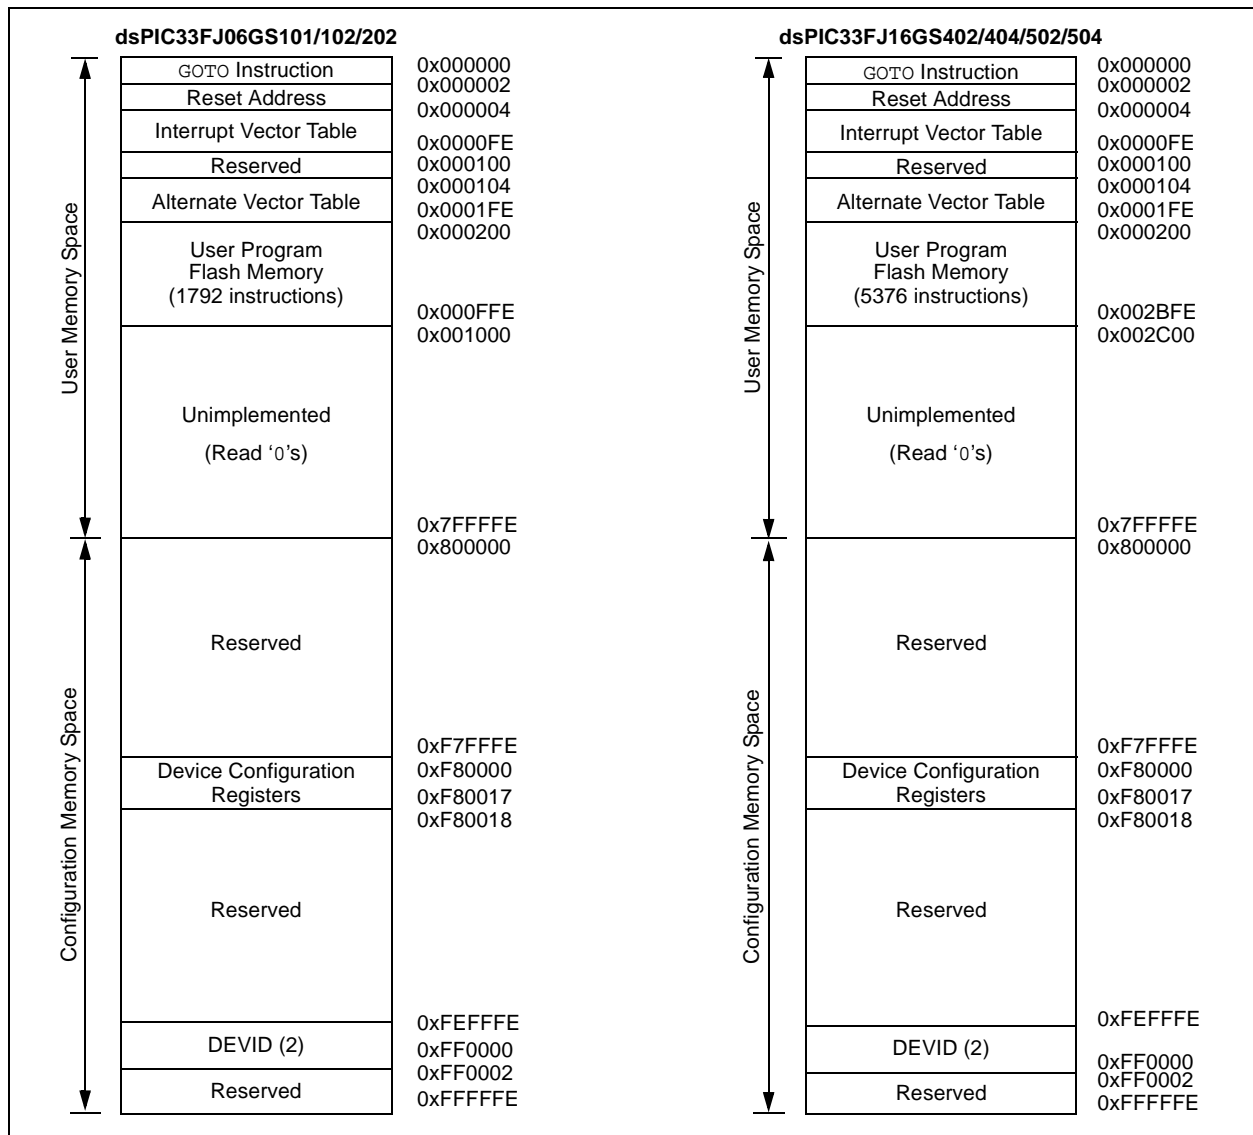 dsPIC33FJ06GS101/102/202
GOTO Instruction
0x000000
0x000002
Reset Address
0x000004
Interrupt Vector Table
0x0000FE
Reserved
0x000100
0x000104
Alternate Vector Table
0x0001FE
0x000200
User Program
Flash Memory
(1792 instructions)
0x000FFE
0x001000
Unimplemented
(Read ‘0’s)
0x7FFFFE
0x800000
Reserved
0xF7FFFE
Device Configuration
Registers
0xF80000
0xF80017
0xF80018
Reserved
0xFEFFFE
DEVID (2)
0xFF0000
0xFF0002
Reserved
0xFFFFFE
User Memory Space
Configuration Memory Space
dsPIC33FJ16GS402/404/502/504
GOTO Instruction
0x000000
0x000002
Reset Address
0x000004
Interrupt Vector Table
0x0000FE
Reserved
0x000100
0x000104
Alternate Vector Table
0x0001FE
0x000200
User Program
Flash Memory
(5376 instructions)
0x002BFE
0x002C00
Unimplemented
(Read ‘0’s)
0x7FFFFE
0x800000
Reserved
0xF7FFFE
Device Configuration
Registers
0xF80000
0xF80017
0xF80018
Reserved
0xFEFFFE
DEVID (2)
0xFF0000
0xFF0002
Reserved
0xFFFFFE
User Memory Space
Configuration Memory Space